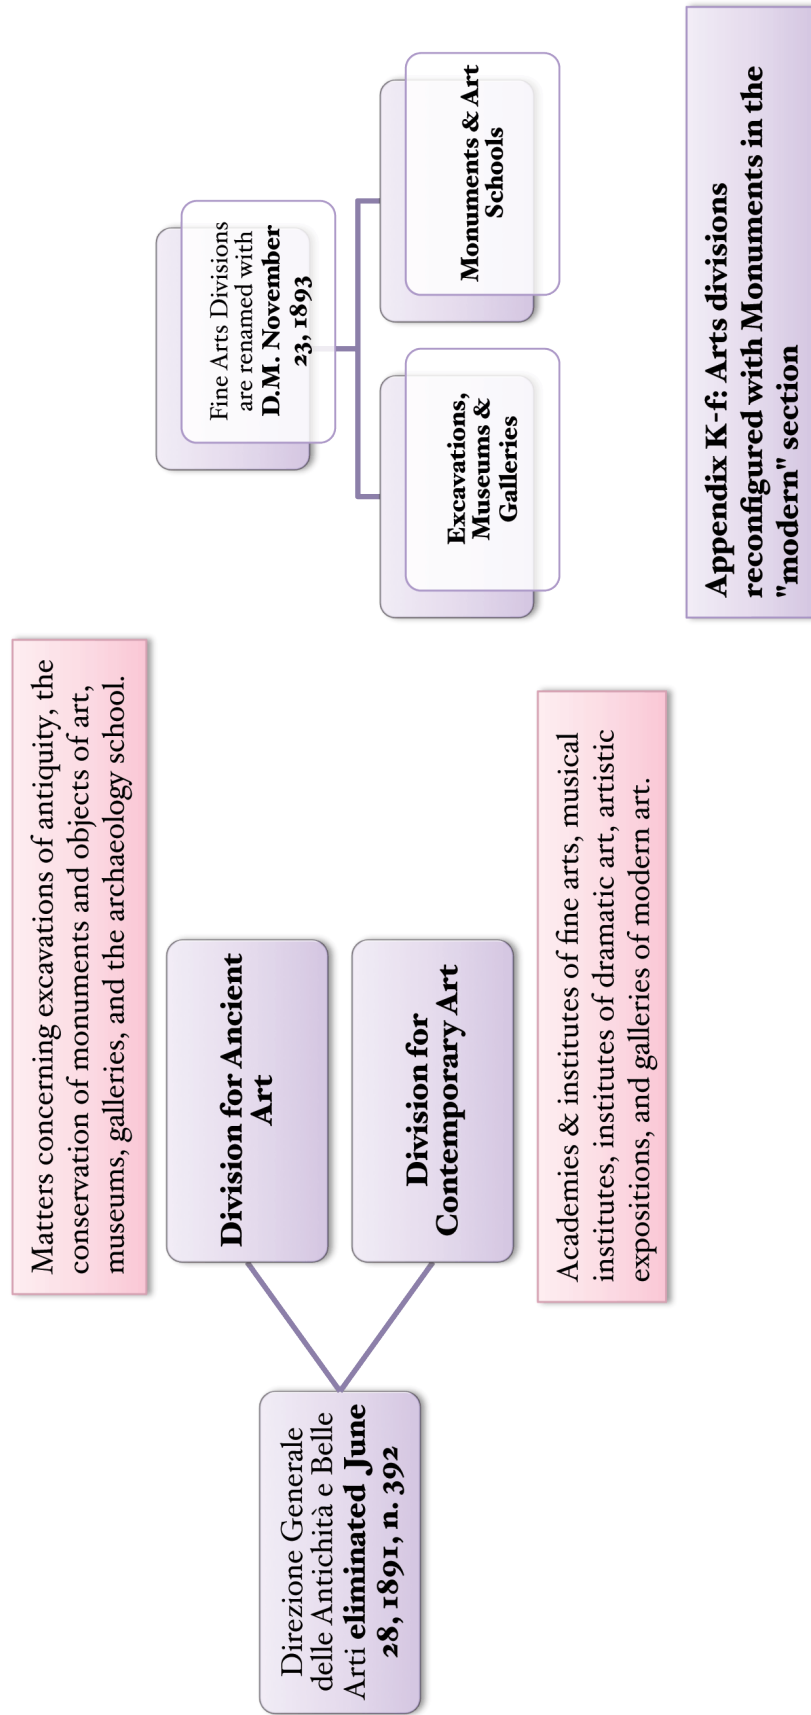 Matters concerning excavations of antiquity, the
conservation of monuments and objects of art,
museums, galleries, and the archaeology school.
Direzione Generale
delle Antichità e Belle
Arti eliminated June
28, 1891, n. 392
Division for Ancient
Art
Division for
Contemporary Art
Academies & institutes of fine arts, musical
institutes, institutes of dramatic art, artistic
expositions, and galleries of modern art.
Fine Arts Divisions
are renamed with
D.M. November
23, 1893
Excavations,
Museums &
Galleries
Monuments & Art
Schools
Appendix K-f: Arts divisions
reconfigured with Monuments in the
"modern" section